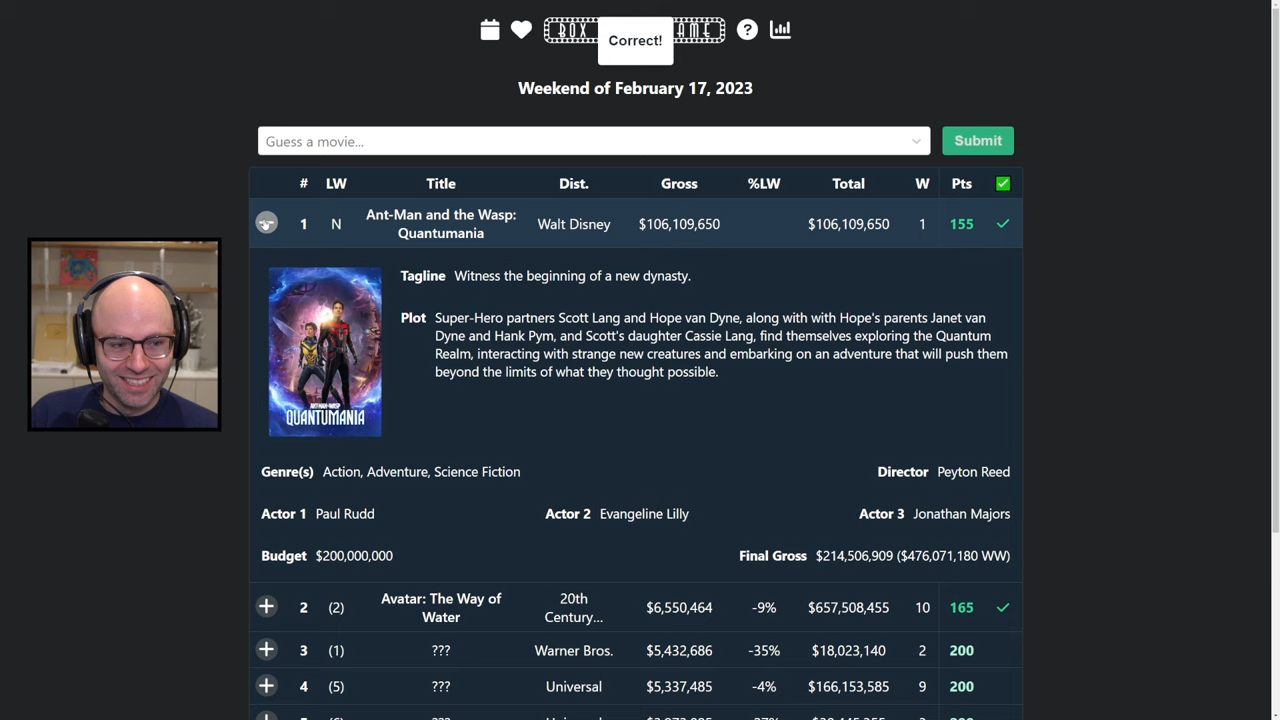 BOX
AME
Correct!
Weekend of February 17, 2023
Guess a movie...
Submit
# LW Title Dist. Gross %LW Total W Pts
1 N Ant-Man and the Wasp: Quantumania Walt Disney $106,109,650 $106,109,650 1 155
Tagline Witness the beginning of a new dynasty.
Plot Super-Hero partners Scott Lang and Hope van Dyne, along with with Hope's parents Janet van
Dyne and Hank Pym, and Scott's daughter Cassie Lang, find themselves exploring the Quantum
Realm, interacting with strange new creatures and embarking on an adventure that will push them
beyond the limits of what they thought possible.
QUANTUMANIA
Genre(s) Action, Adventure, Science Fiction Director Peyton Reed
Actor 1 Paul Rudd Actor 2 Evangeline Lilly Actor 3 Jonathan Majors
Budget $200,000,000 Final Gross $214,506,909 ($476,071,180 WW)
2 (2) Avatar: The Way of Water 20th Century... $6,550,464 -9% $657,508,455 10 165
3 (1) ??? Warner Bros. $5,432,686 -35% $18,023,140 2 200
4 (5) ??? Universal $5,337,485 -4% $166,153,585 9 200